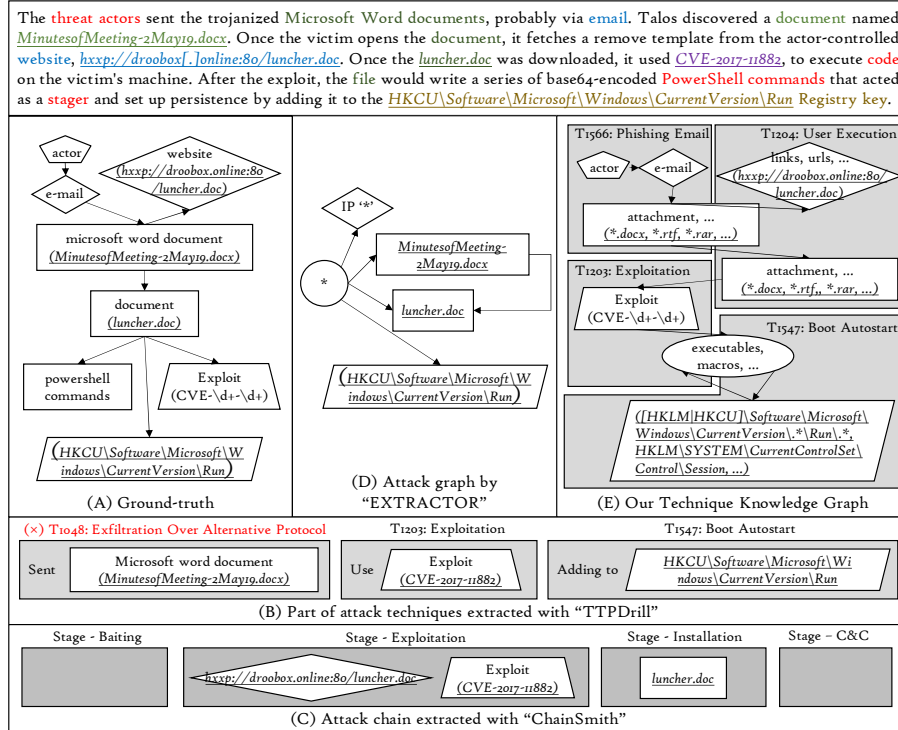 The threat actors sent the trojanized Microsoft Word documents, probably via email. Talos discovered a document named
MinutesofMeeting-2May19.docx. Once the victim opens the document, it fetches a remove template from the actor-controlled
website, hxxp://droobox[.]online:80/luncher.doc. Once the luncher.doc was downloaded, it used CVE-2017-11882, to execute code
on the victim's machine. After the exploit, the file would write a series of base64-encoded PowerShell commands that acted
as a stager and set up persistence by adding it to the HKCU\Software\Microsoft\Windows\CurrentVersion\Run Registry key.
actor
e-mail
website
(hxxp://droobox.online:80
/luncher.doc)
microsoft word document
(MinutesofMeeting-2May19.docx)
document
(luncher.doc)
powershell
commands
Exploit
(CVE-\d+-\d+)
(HKCU\Software\Microsoft\W
indows\CurrentVersion\Run)
(A) Ground-truth
IP '*'
*
MinutesofMeeting-
2May19.docx
luncher.doc
(HKCU\Software\Microsoft\W
indows\CurrentVersion\Run)
(D) Attack graph by
"EXTRACTOR"
T1566: Phishing Email
T1204: User Execution
actor
e-mail
links, urls, ...
(hxxp://droobox.online:80/
luncher.doc)
attachment, ...
(*.docx, *.rtf, *.rar, ...)
T1203: Exploitation
Exploit
(CVE-\d+-\d+)
attachment, ...
(*.docx, *.rtf,, *.rar, ...)
T1547: Boot Autostart
executables,
macros, ...
([HKLM|HKCU]\Software\Microsoft\
Windows\CurrentVersion\.*\Run\.*,
HKLM\SYSTEM\CurrentControlSet\
Control\Session, ...)
(E) Our Technique Knowledge Graph
(×) T1048: Exfiltration Over Alternative Protocol
Sent
Microsoft word document
(MinutesofMeeting-2May19.docx)
T1203: Exploitation
Use
Exploit
(CVE-2017-11882)
T1547: Boot Autostart
Adding to
HKCU\Software\Microsoft\Wi
ndows\CurrentVersion\Run
(B) Part of attack techniques extracted with "TTPDrill"
Stage - Baiting
Stage - Exploitation
Stage - Installation
Stage – C&C
hxxp://droobox.online:80/luncher.doc
Exploit
(CVE-2017-11882)
luncher.doc
(C) Attack chain extracted with "ChainSmith"